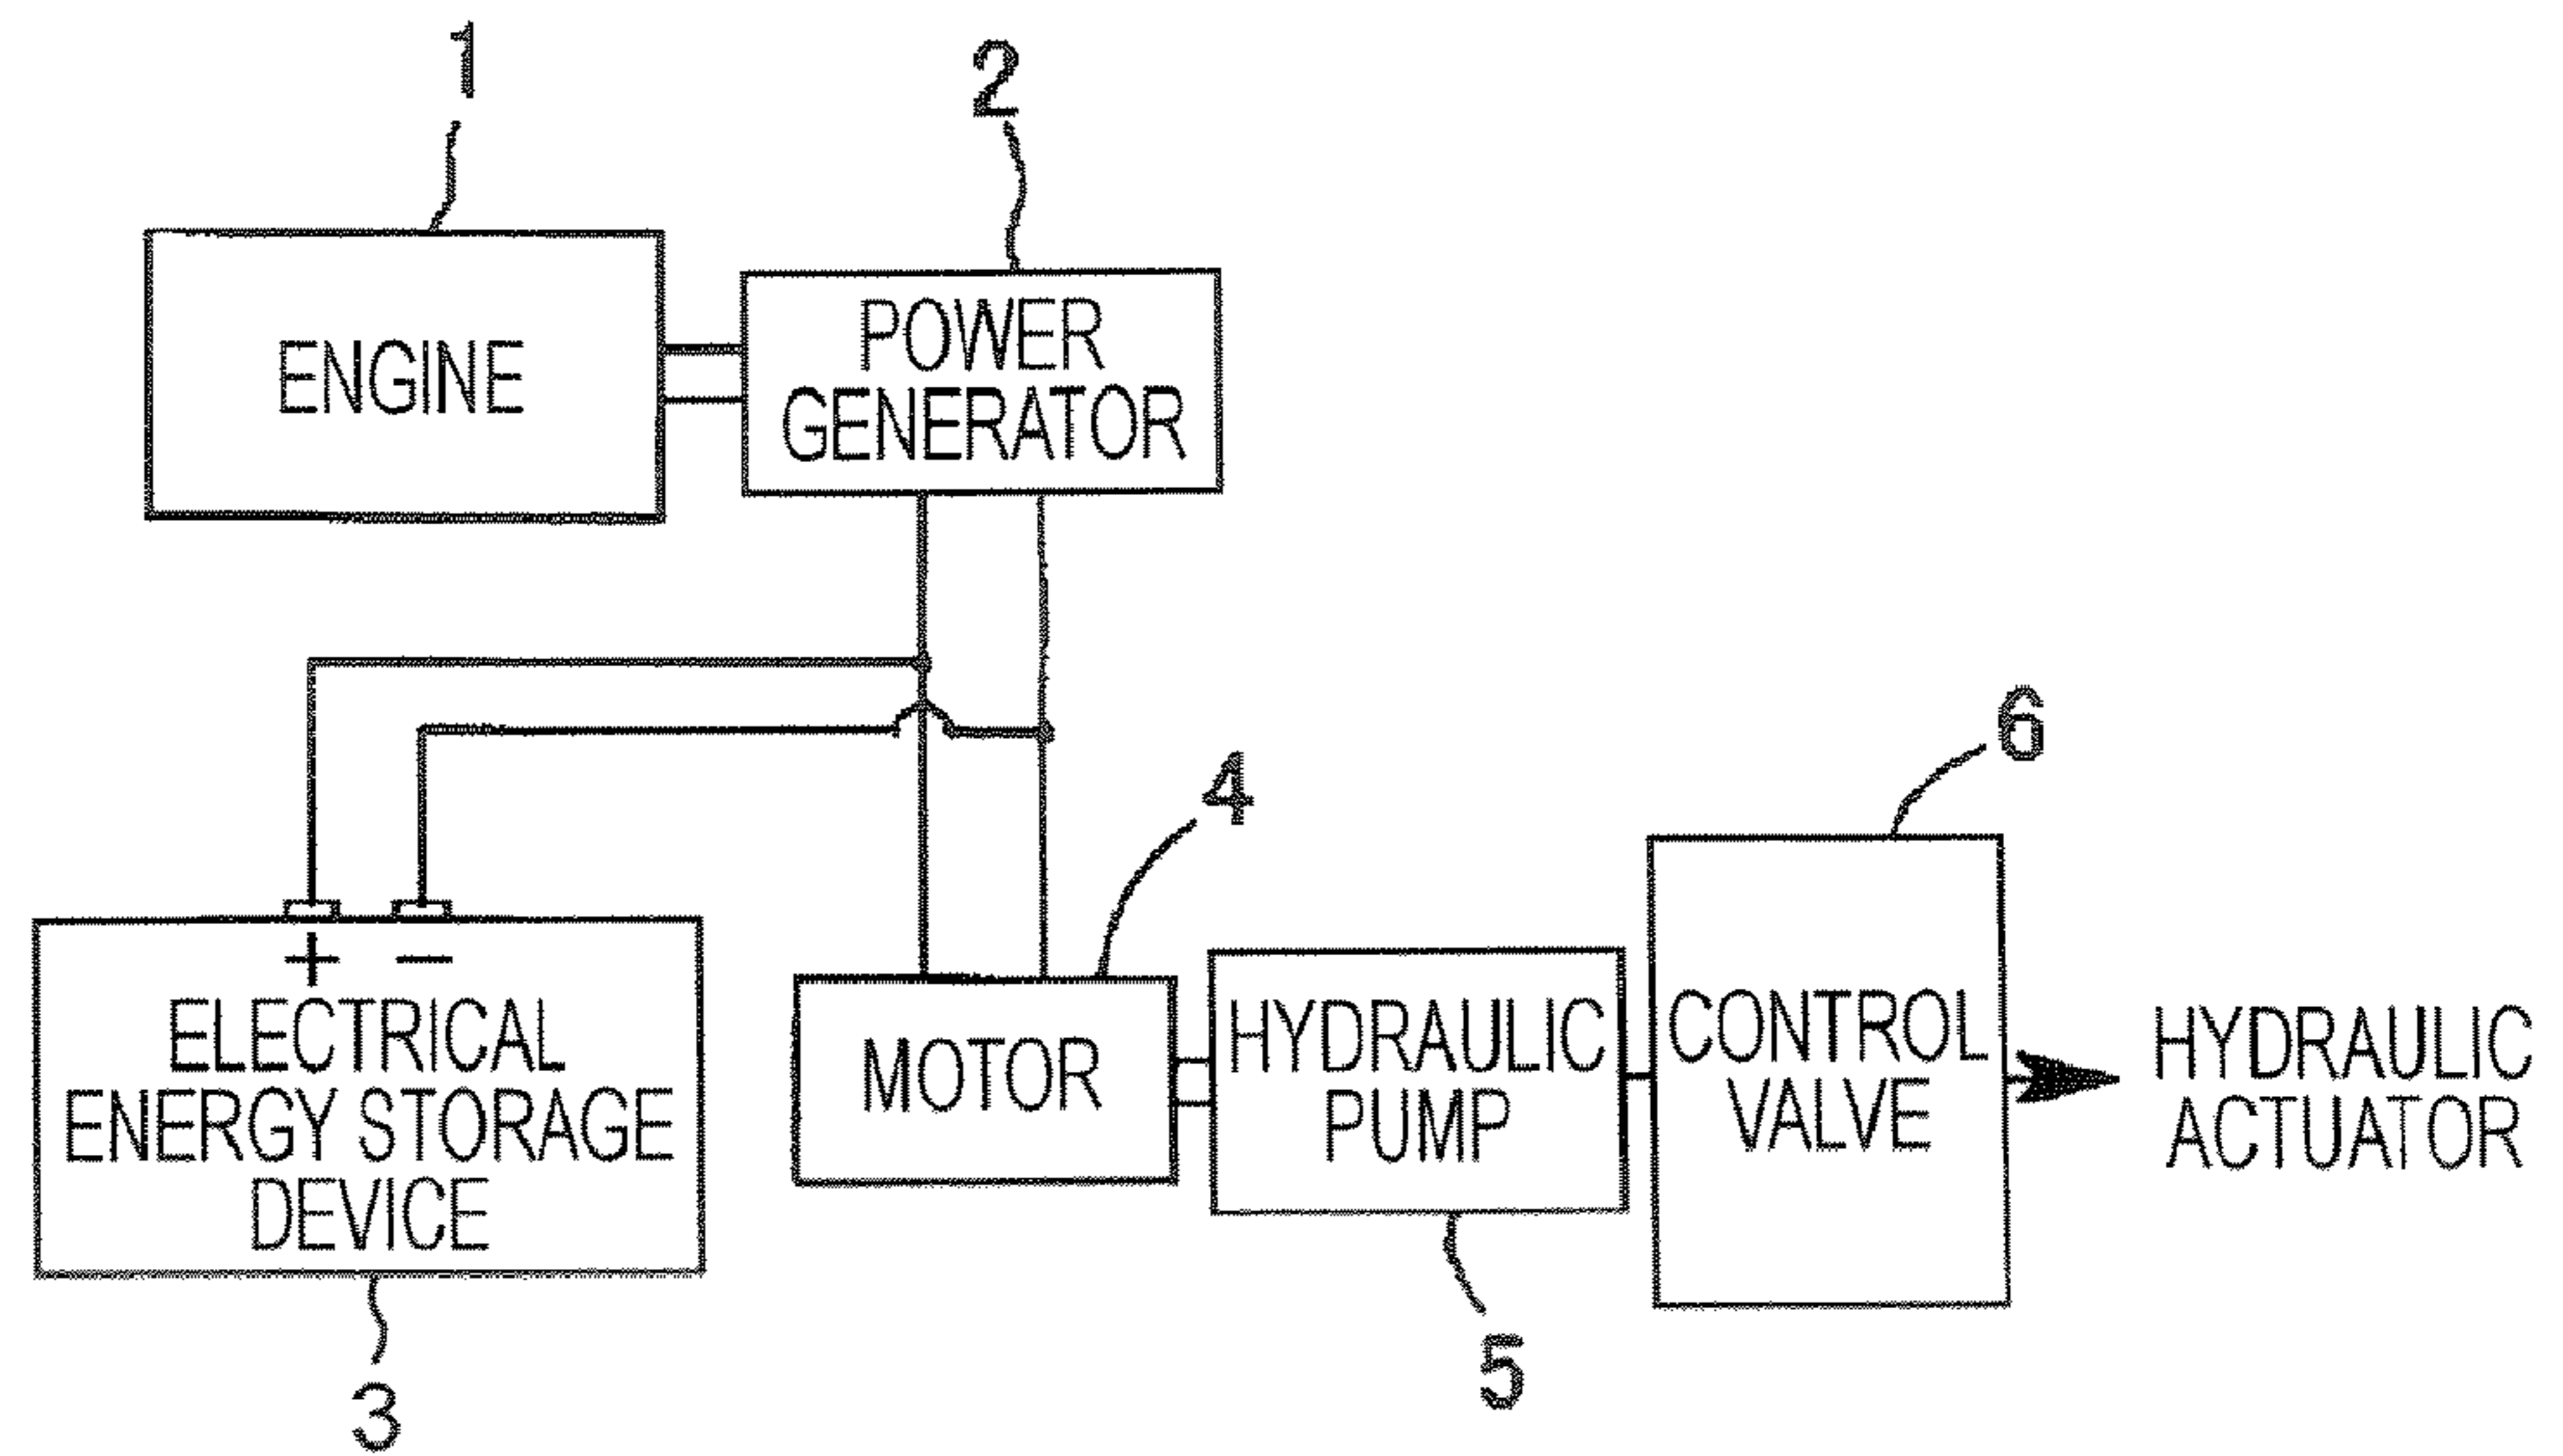 1
2
ENGINE
POWER
GENERATOR
6
4
+ −
ELECTRICAL
ENERGY STORAGE
DEVICE
MOTOR
HYDRAULIC
PUMP
CONTROL
VALVE
HYDRAULIC
ACTUATOR
5
3